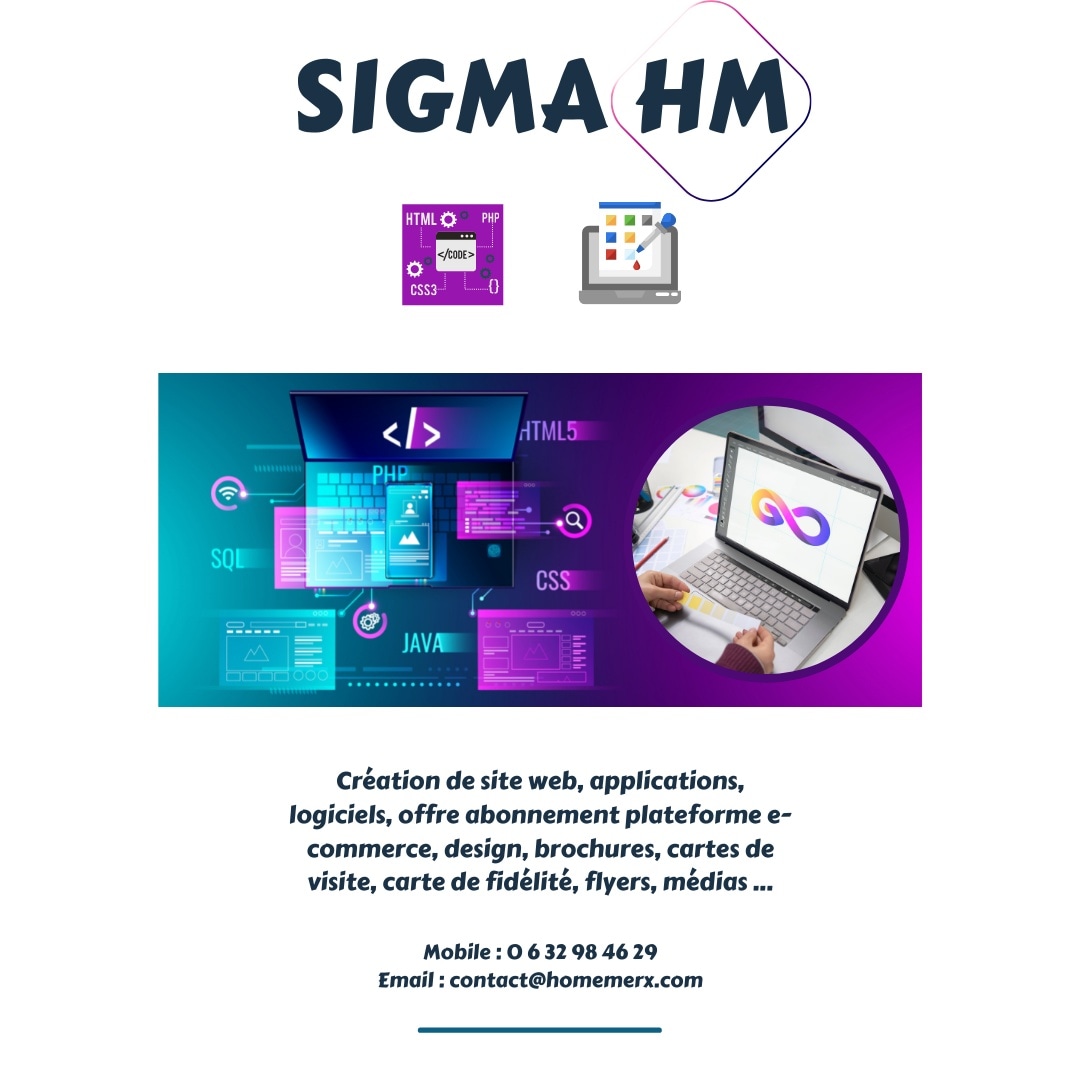 SIGMA HM
HTML
PHP
</CODE>
CSS3
{}
</>
HTML5
PHP
SQL
CSS
JAVA
Création de site web, applications,
logiciels, offre abonnement plateforme e-
commerce, design, brochures, cartes de
visite, carte de fidélité, flyers, médias ...
Mobile : 0 6 32 98 46 29
Email : contact@homemerx.com